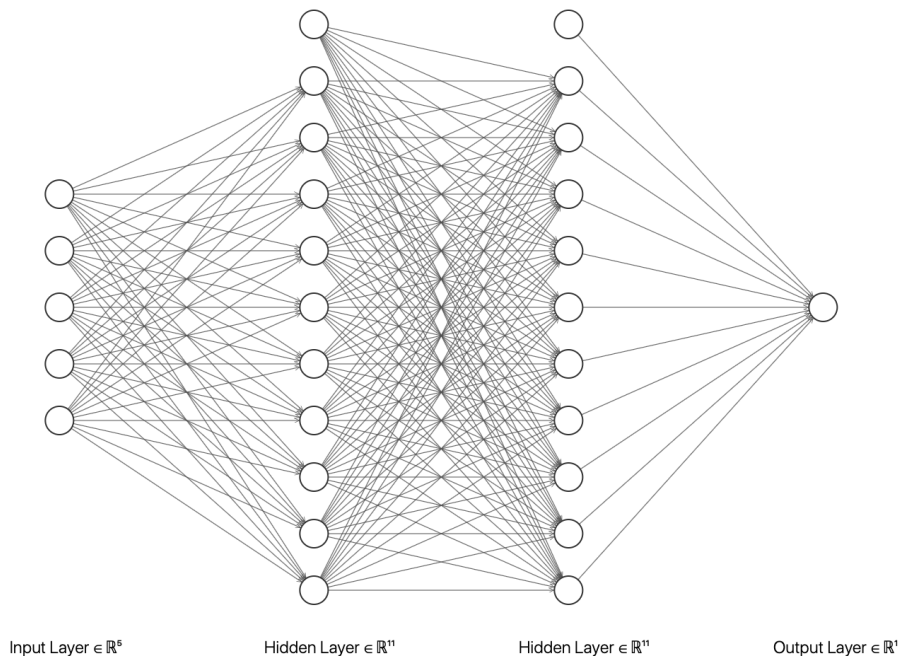 Input Layer ∈ ℝ⁵
Hidden Layer ∈ ℝ¹¹
Hidden Layer ∈ ℝ¹¹
Output Layer ∈ ℝ¹